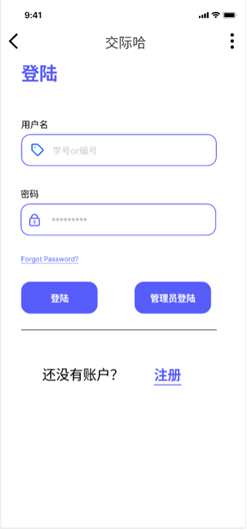 9:41
交际哈
登陆
用户名
学号or编号
密码
*********
Forgot Password?
登陆 管理员登陆
还没有账户？ 注册